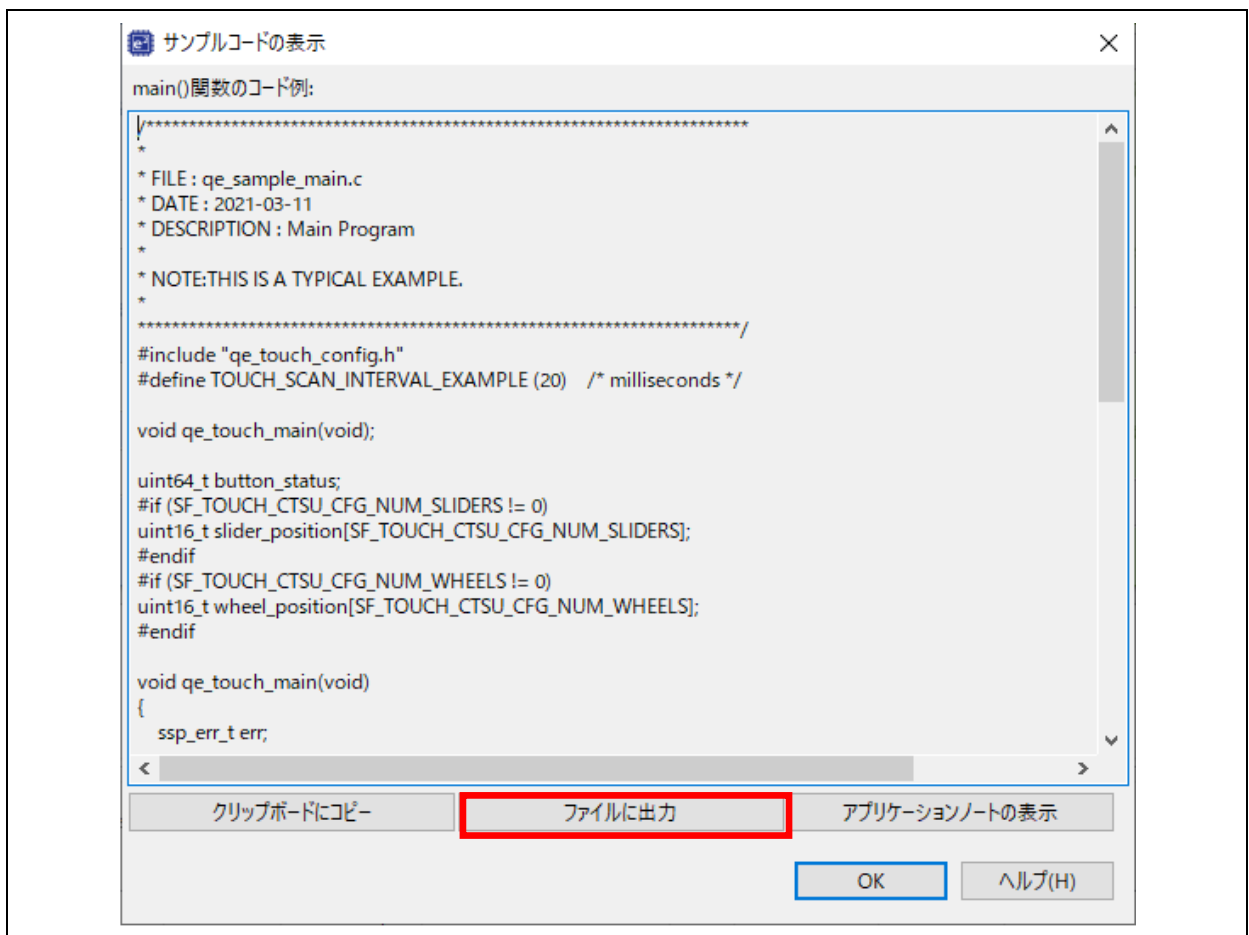 サンプルコードの表示
main()関数のコード例:
/***********************************************************************
*
* FILE : qe_sample_main.c
* DATE : 2021-03-11
* DESCRIPTION : Main Program
*
* NOTE:THIS IS A TYPICAL EXAMPLE.
*
***********************************************************************/
#include "qe_touch_config.h"
#define TOUCH_SCAN_INTERVAL_EXAMPLE (20)    /* milliseconds */
void qe_touch_main(void);
uint64_t button_status;
#if (SF_TOUCH_CTSU_CFG_NUM_SLIDERS != 0)
uint16_t slider_position[SF_TOUCH_CTSU_CFG_NUM_SLIDERS];
#endif
#if (SF_TOUCH_CTSU_CFG_NUM_WHEELS != 0)
uint16_t wheel_position[SF_TOUCH_CTSU_CFG_NUM_WHEELS];
#endif
void qe_touch_main(void)
{
    ssp_err_t err;
クリップボードにコピー
ファイルに出力
アプリケーションノートの表示
OK
ヘルプ(H)